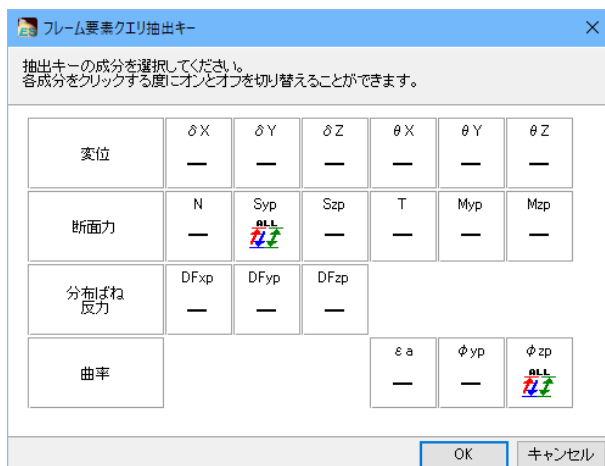 フレーム要素クエリ抽出キー
抽出キーの成分を選択してください。
各成分をクリックする度にオンとオフを切り替えることができます。
変位 δX δY δZ θX θY θZ
断面力 N Syp Szp T Myp Mzp
ALL
分布ばね
反力 DFxp DFyp DFzp
曲率 εa φyp φzp
ALL
OK キャンセル